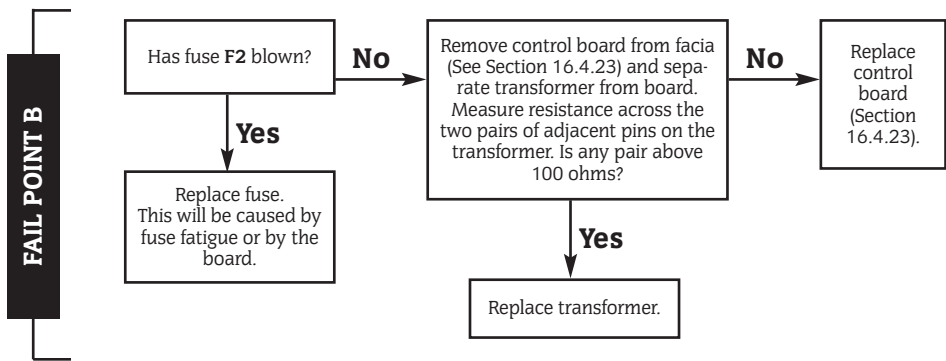 FAIL POINT B
Has fuse F2 blown?
No
Yes
Replace fuse.
This will be caused by
fuse fatigue or by the
board.
Remove control board from facia
(See Section 16.4.23) and sepa-
rate transformer from board.
Measure resistance across the
two pairs of adjacent pins on the
transformer. Is any pair above
100 ohms?
No
Yes
Replace transformer.
Replace
control
board
(Section
16.4.23).